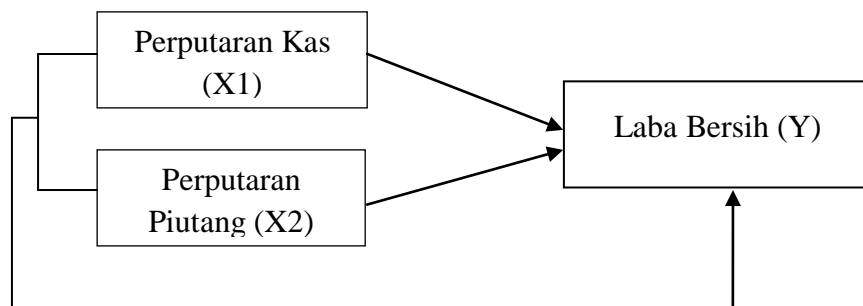 Perputaran Kas
(X1)
Laba Bersih (Y)
Perputaran
Piutang (X2)